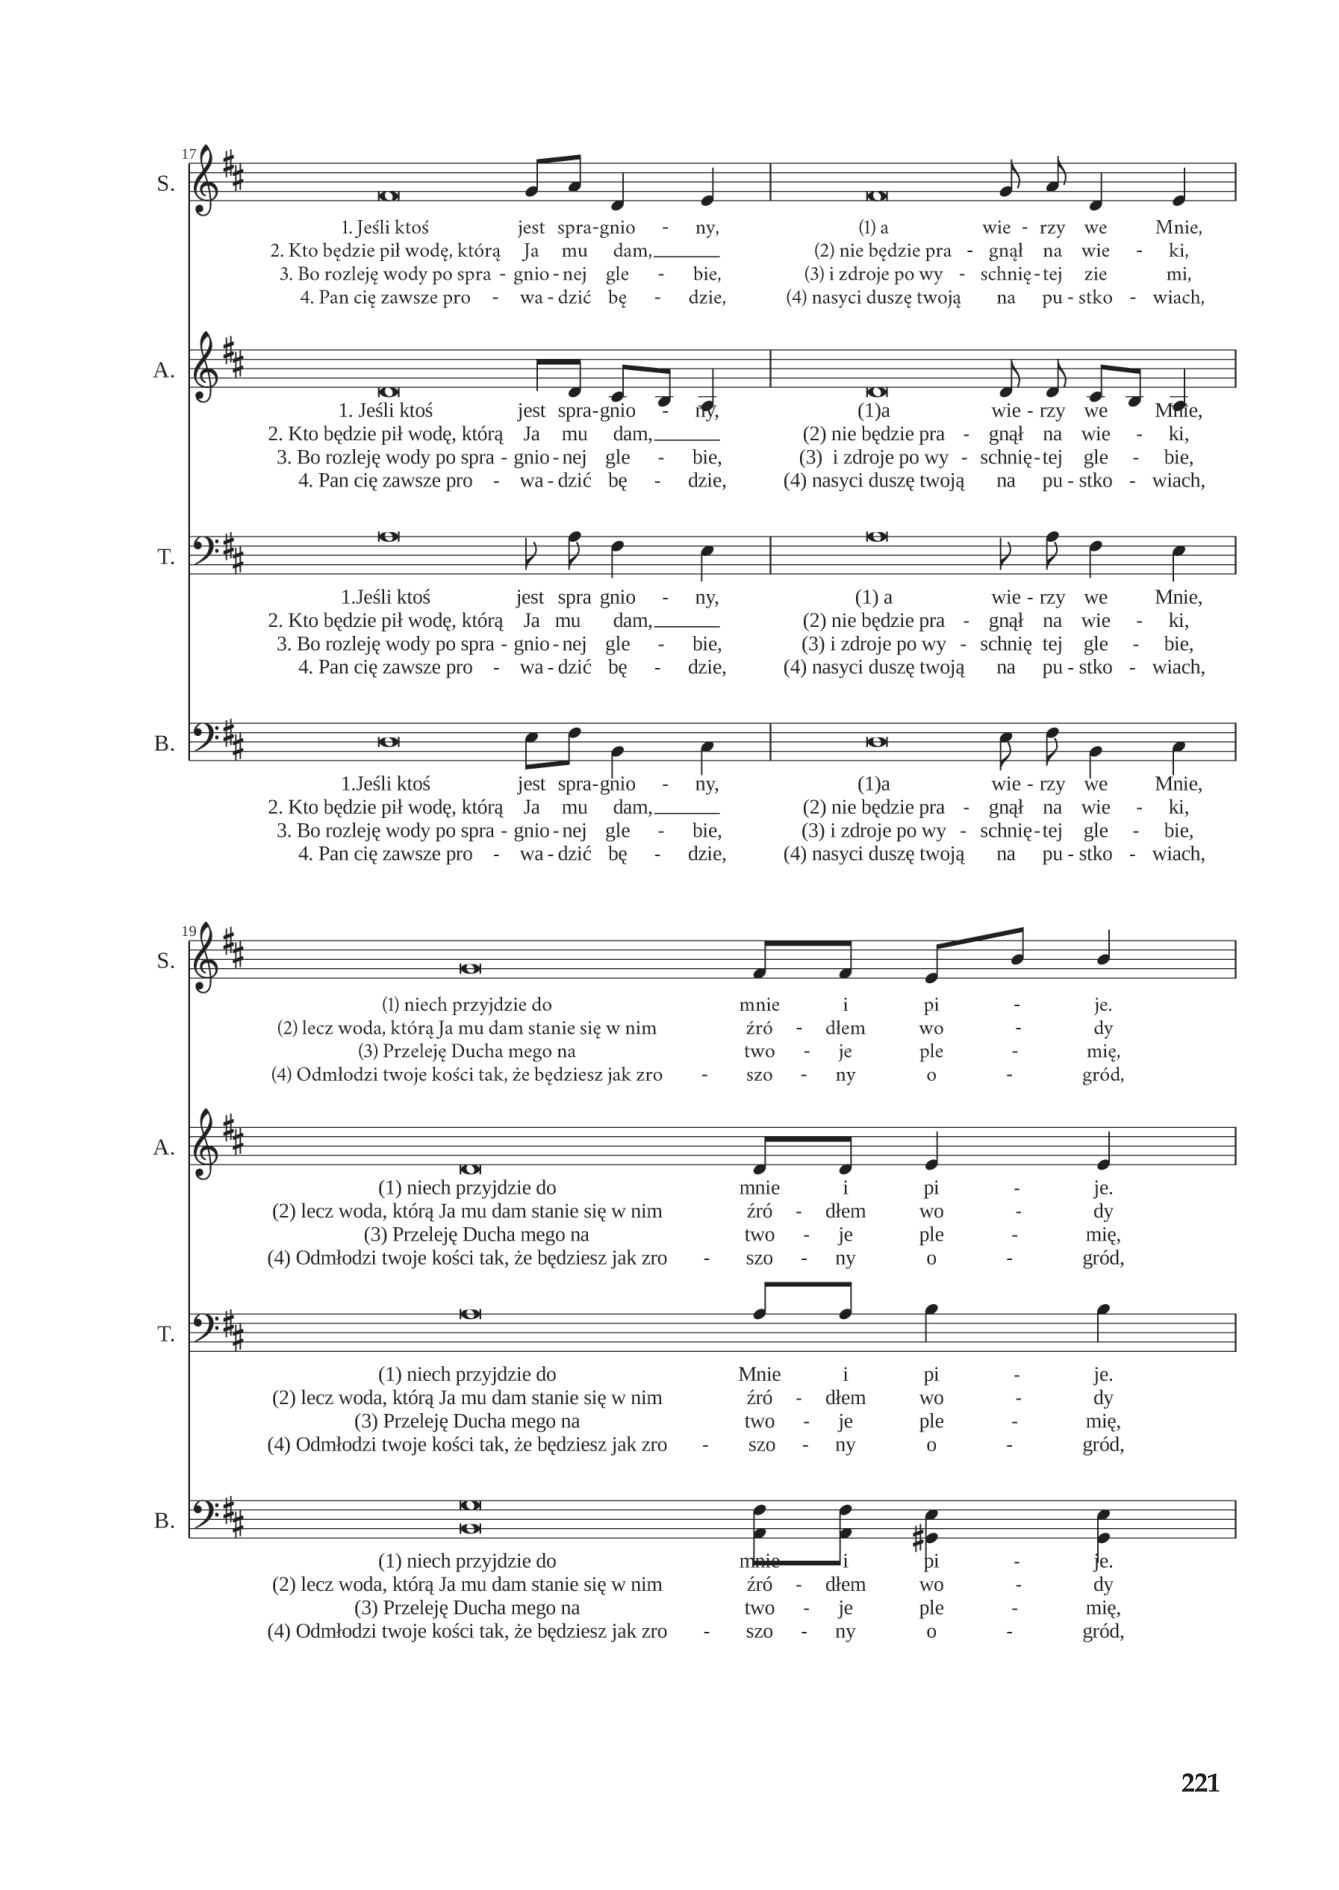 17
S.
1. Jeśli ktoś jest spra-gnio - ny, (1) a wie - rzy we Mnie,
2. Kto będzie pił wodę, którą Ja mu dam,____ (2) nie będzie pra - gnął na wie - ki,
3. Bo rozleję wody po spra - gnio - nej gle - bie, (3) i zdroje po wy - schnię - tej zie mi,
4. Pan cię zawsze pro - wa - dzić bę - dzie, (4) nasyci duszę twoją na pu - stko - wiach,
A.
1. Jeśli ktoś jest spra-gnio - ny, (1)a wie - rzy we Mnie,
2. Kto będzie pił wodę, którą Ja mu dam,____ (2) nie będzie pra - gnął na wie - ki,
3. Bo rozleję wody po spra - gnio - nej gle - bie, (3) i zdroje po wy - schnię - tej gle - bie,
4. Pan cię zawsze pro - wa - dzić bę - dzie, (4) nasyci duszę twoją na pu - stko - wiach,
T.
1.Jeśli ktoś jest spra gnio - ny, (1) a wie - rzy we Mnie,
2. Kto będzie pił wodę, którą Ja mu dam,____ (2) nie będzie pra - gnął na wie - ki,
3. Bo rozleję wody po spra - gnio - nej gle - bie, (3) i zdroje po wy - schnię tej gle - bie,
4. Pan cię zawsze pro - wa - dzić bę - dzie, (4) nasyci duszę twoją na pu - stko - wiach,
B.
1.Jeśli ktoś jest spra-gnio - ny, (1)a wie - rzy we Mnie,
2. Kto będzie pił wodę, którą Ja mu dam,____ (2) nie będzie pra - gnął na wie - ki,
3. Bo rozleję wody po spra - gnio - nej gle - bie, (3) i zdroje po wy - schnię - tej gle - bie,
4. Pan cię zawsze pro - wa - dzić bę - dzie, (4) nasyci duszę twoją na pu - stko - wiach,
19
S.
(1) niech przyjdzie do mnie i pi - je.
(2) lecz woda, którą Ja mu dam stanie się w nim źró - dłem wo - dy
(3) Przeleję Ducha mego na two - je ple - mię,
(4) Odmłodzi twoje kości tak, że będziesz jak zro - szo - ny o - gród,
A.
(1) niech przyjdzie do mnie i pi - je.
(2) lecz woda, którą Ja mu dam stanie się w nim źró - dłem wo - dy
(3) Przeleję Ducha mego na two - je ple - mię,
(4) Odmłodzi twoje kości tak, że będziesz jak zro - szo - ny o - gród,
T.
(1) niech przyjdzie do Mnie i pi - je.
(2) lecz woda, którą Ja mu dam stanie się w nim źró - dłem wo - dy
(3) Przeleję Ducha mego na two - je ple - mię,
(4) Odmłodzi twoje kości tak, że będziesz jak zro - szo - ny o - gród,
B.
(1) niech przyjdzie do mnie i pi - je.
(2) lecz woda, którą Ja mu dam stanie się w nim źró - dłem wo - dy
(3) Przeleję Ducha mego na two - je ple - mię,
(4) Odmłodzi twoje kości tak, że będziesz jak zro - szo - ny o - gród,
221